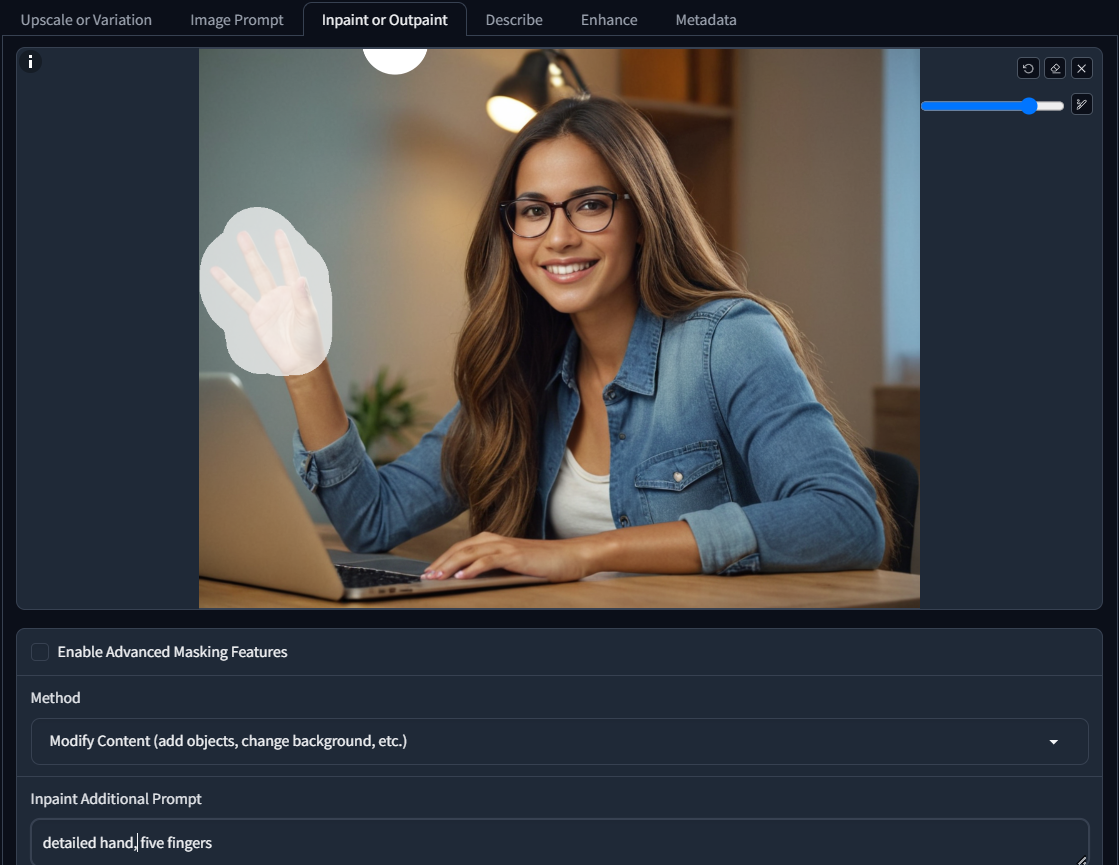 Upscale or Variation Image Prompt Inpaint or Outpaint Describe Enhance Metadata
Enable Advanced Masking Features
Method
Modify Content (add objects, change background, etc.)
Inpaint Additional Prompt
detailed hand, five fingers